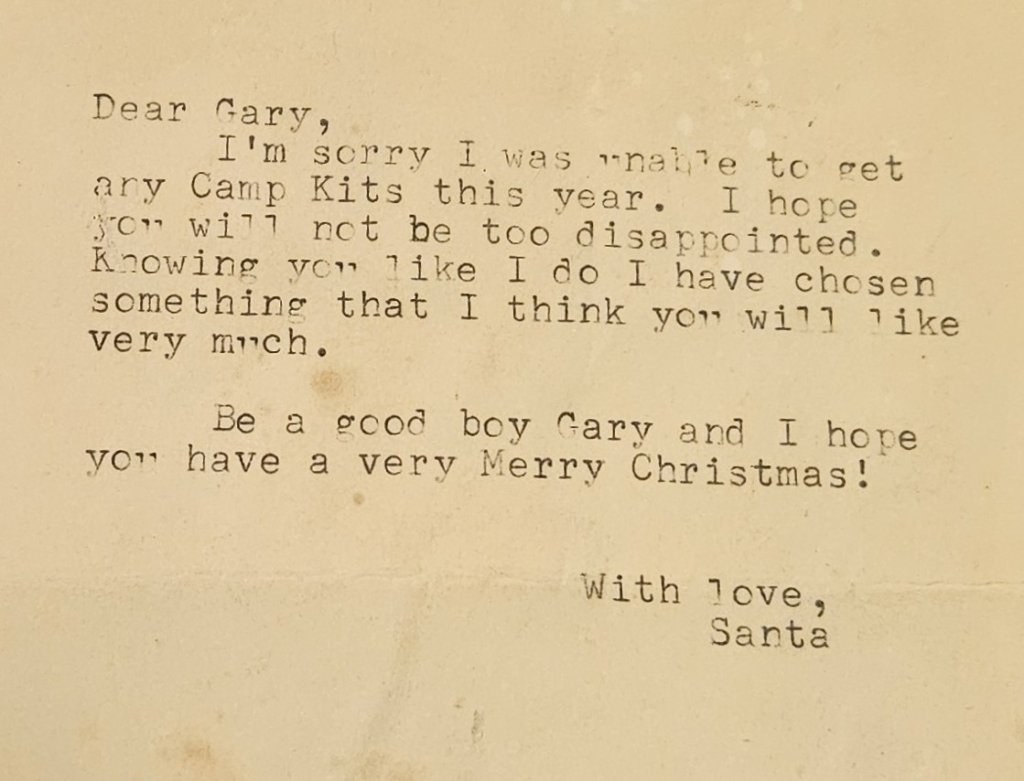 Dear Gary,
I'm sorry I was unable to get
any Camp Kits this year. I hope
you will not be too disappointed.
Knowing you like I do I have chosen
something that I think you will like
very much.
Be a good boy Gary and I hope
you have a very Merry Christmas!
With love,
Santa